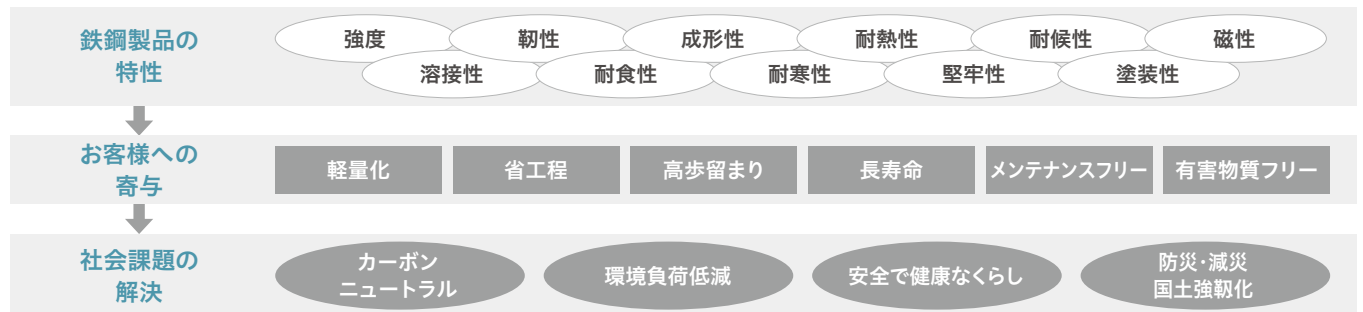 鉄鋼製品の
特性
強度
靭性
成形性
耐熱性
耐候性
磁性
溶接性
耐食性
耐寒性
堅牢性
塗装性
お客様への
寄与
軽量化
省工程
高歩留まり
長寿命
メンテナンスフリー
有害物質フリー
社会課題の
解決
カーボン
ニュートラル
環境負荷低減
安全で健康なくらし
防災・減災
国土強靱化